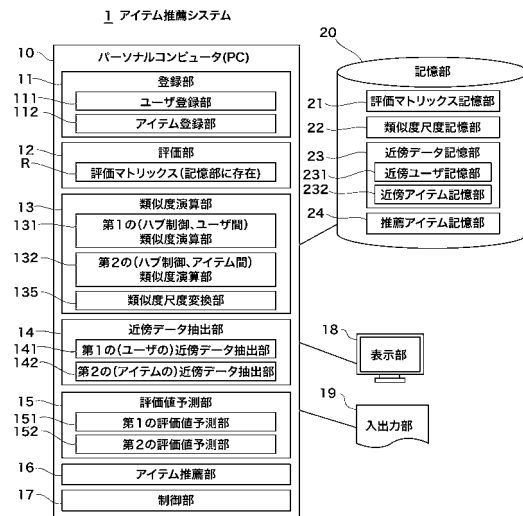 1 アイテム推薦システム
10
パーソナルコンピュータ(PC)
11
登録部
111
ユーザ登録部
112
アイテム登録部
12
評価部
R
評価マトリックス(記憶部に存在)
13
類似度演算部
131
第1の(ハブ制御、ユーザ間)
類似度演算部
132
第2の(ハブ制御、アイテム間)
類似度演算部
135
類似度尺度変換部
14
近傍データ抽出部
141
第1の(ユーザの)近傍データ抽出部
142
第2の(アイテムの)近傍データ抽出部
15
評価値予測部
151
第1の評価値予測部
152
第2の評価値予測部
16
アイテム推薦部
17
制御部
20
記憶部
21
評価マトリックス記憶部
22
類似度尺度記憶部
23
近傍データ記憶部
231
近傍ユーザ記憶部
232
近傍アイテム記憶部
24
推薦アイテム記憶部
18
表示部
19
入出力部